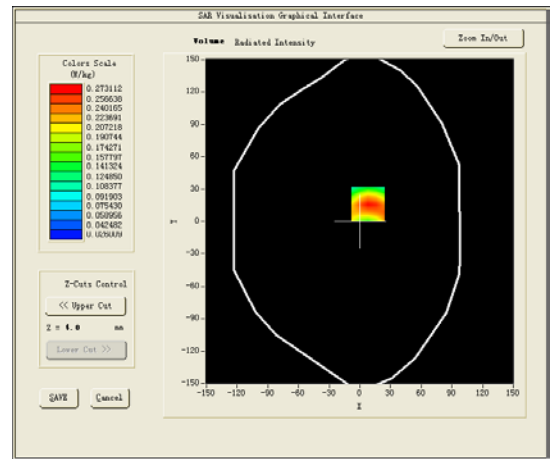 SAR Visualisation Graphical Interface
Volume Radiated Intensity
Zoom In/Out
Colors Scale
(W/kg)
0.273112
0.256638
0.240165
0.223691
0.207218
0.190744
0.174271
0.157797
0.141324
0.124850
0.108377
0.091903
0.075430
0.058956
0.042482
0.026009
150
120
90
60
30
0
-30
-60
-90
-120
-150
Y
-150 -120 -90 -60 -30 0 30 60 90 120 150
X
Z-Cuts Control
<< Upper Cut
Z = 4.0 mm
Lower Cut >>
SAVE Cancel